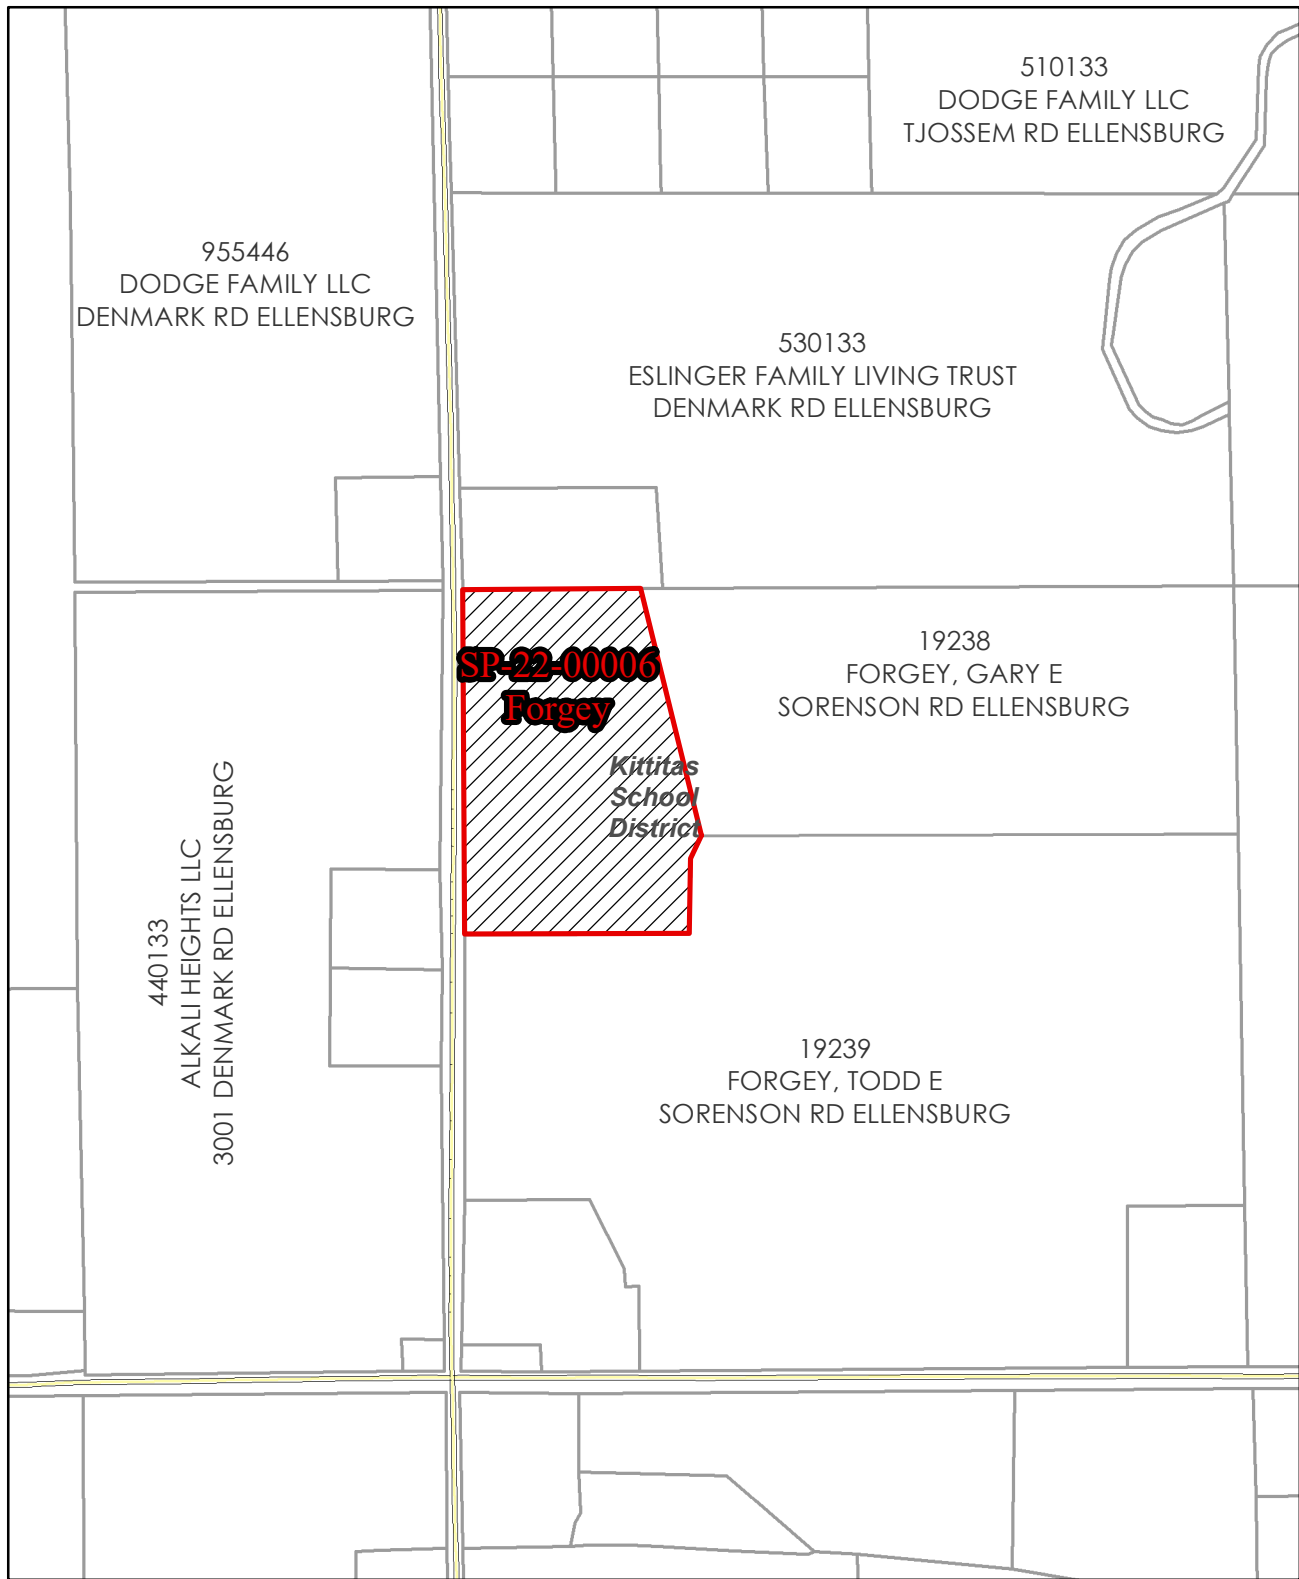 510133
DODGE FAMILY LLC
TJOSSEM RD ELLENSBURG
955446
DODGE FAMILY LLC
DENMARK RD ELLENSBURG
530133
ESLINGER FAMILY LIVING TRUST
DENMARK RD ELLENSBURG
SP-22-00006
Forgey
19238
FORGEY, GARY E
SORENSON RD ELLENSBURG
Kittitas
School
District
440133
ALKALI HEIGHTS LLC
3001 DENMARK RD ELLENSBURG
19239
FORGEY, TODD E
SORENSON RD ELLENSBURG